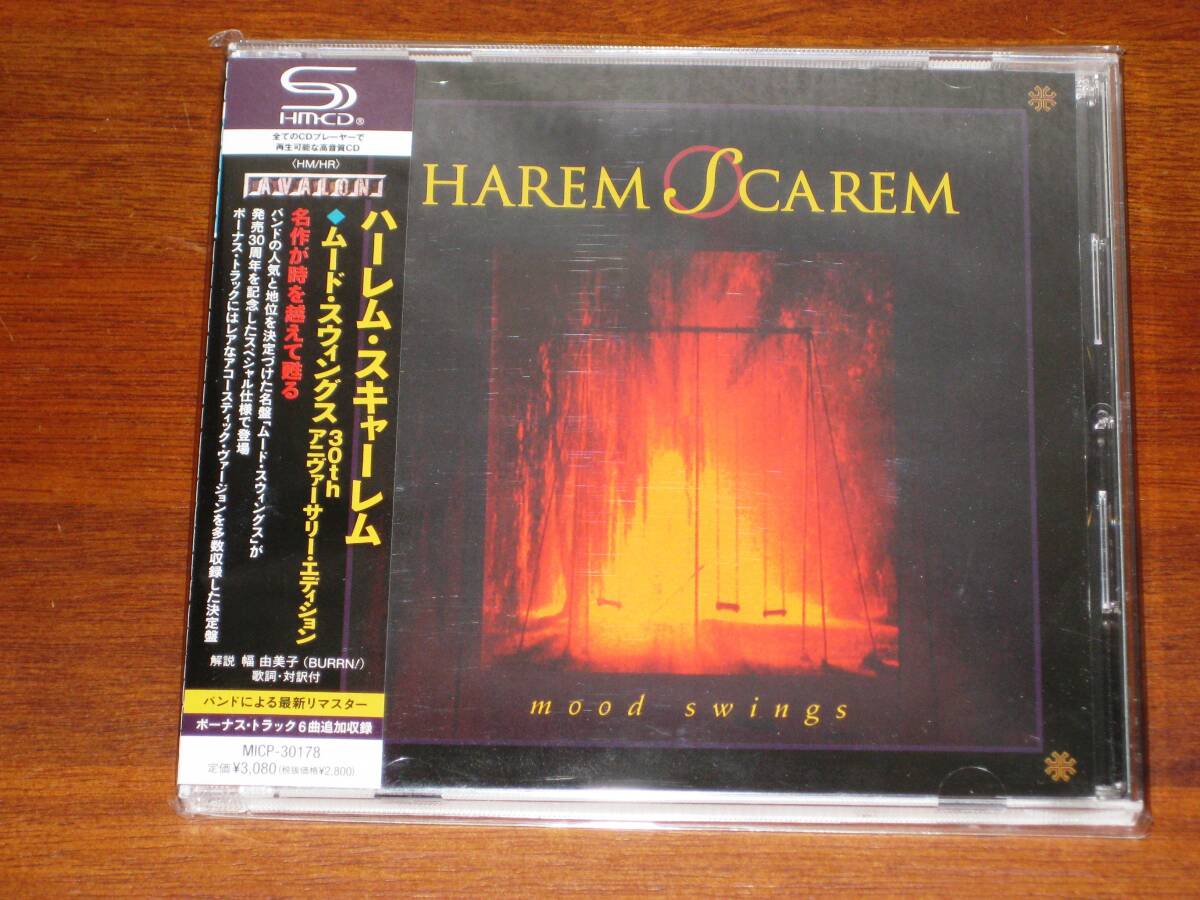 SHM-CD®
全てのCDプレーヤーで
再生可能な高音質CD
〈HM/HR〉
AVALON
ハーレム・スキャーレム
◆ムード・スウィングス 30th アニヴァーサリー・エディション
名作が時を越えて甦る
バンドの人気と地位を決定づけた名盤「ムード・スウィングス」が
発売30周年を記念したスペシャル仕様で登場
ボーナス・トラックにはレアなアコースティック・ヴァージョンを多数収録した決定盤
解説 幅 由美子 (BURRN!)
歌詞・対訳付
バンドによる最新リマスター
ボーナス・トラック6曲追加収録
MICP-30178
定価¥3,080(税抜価格¥2,800)
HAREM SCAREM
mood swings